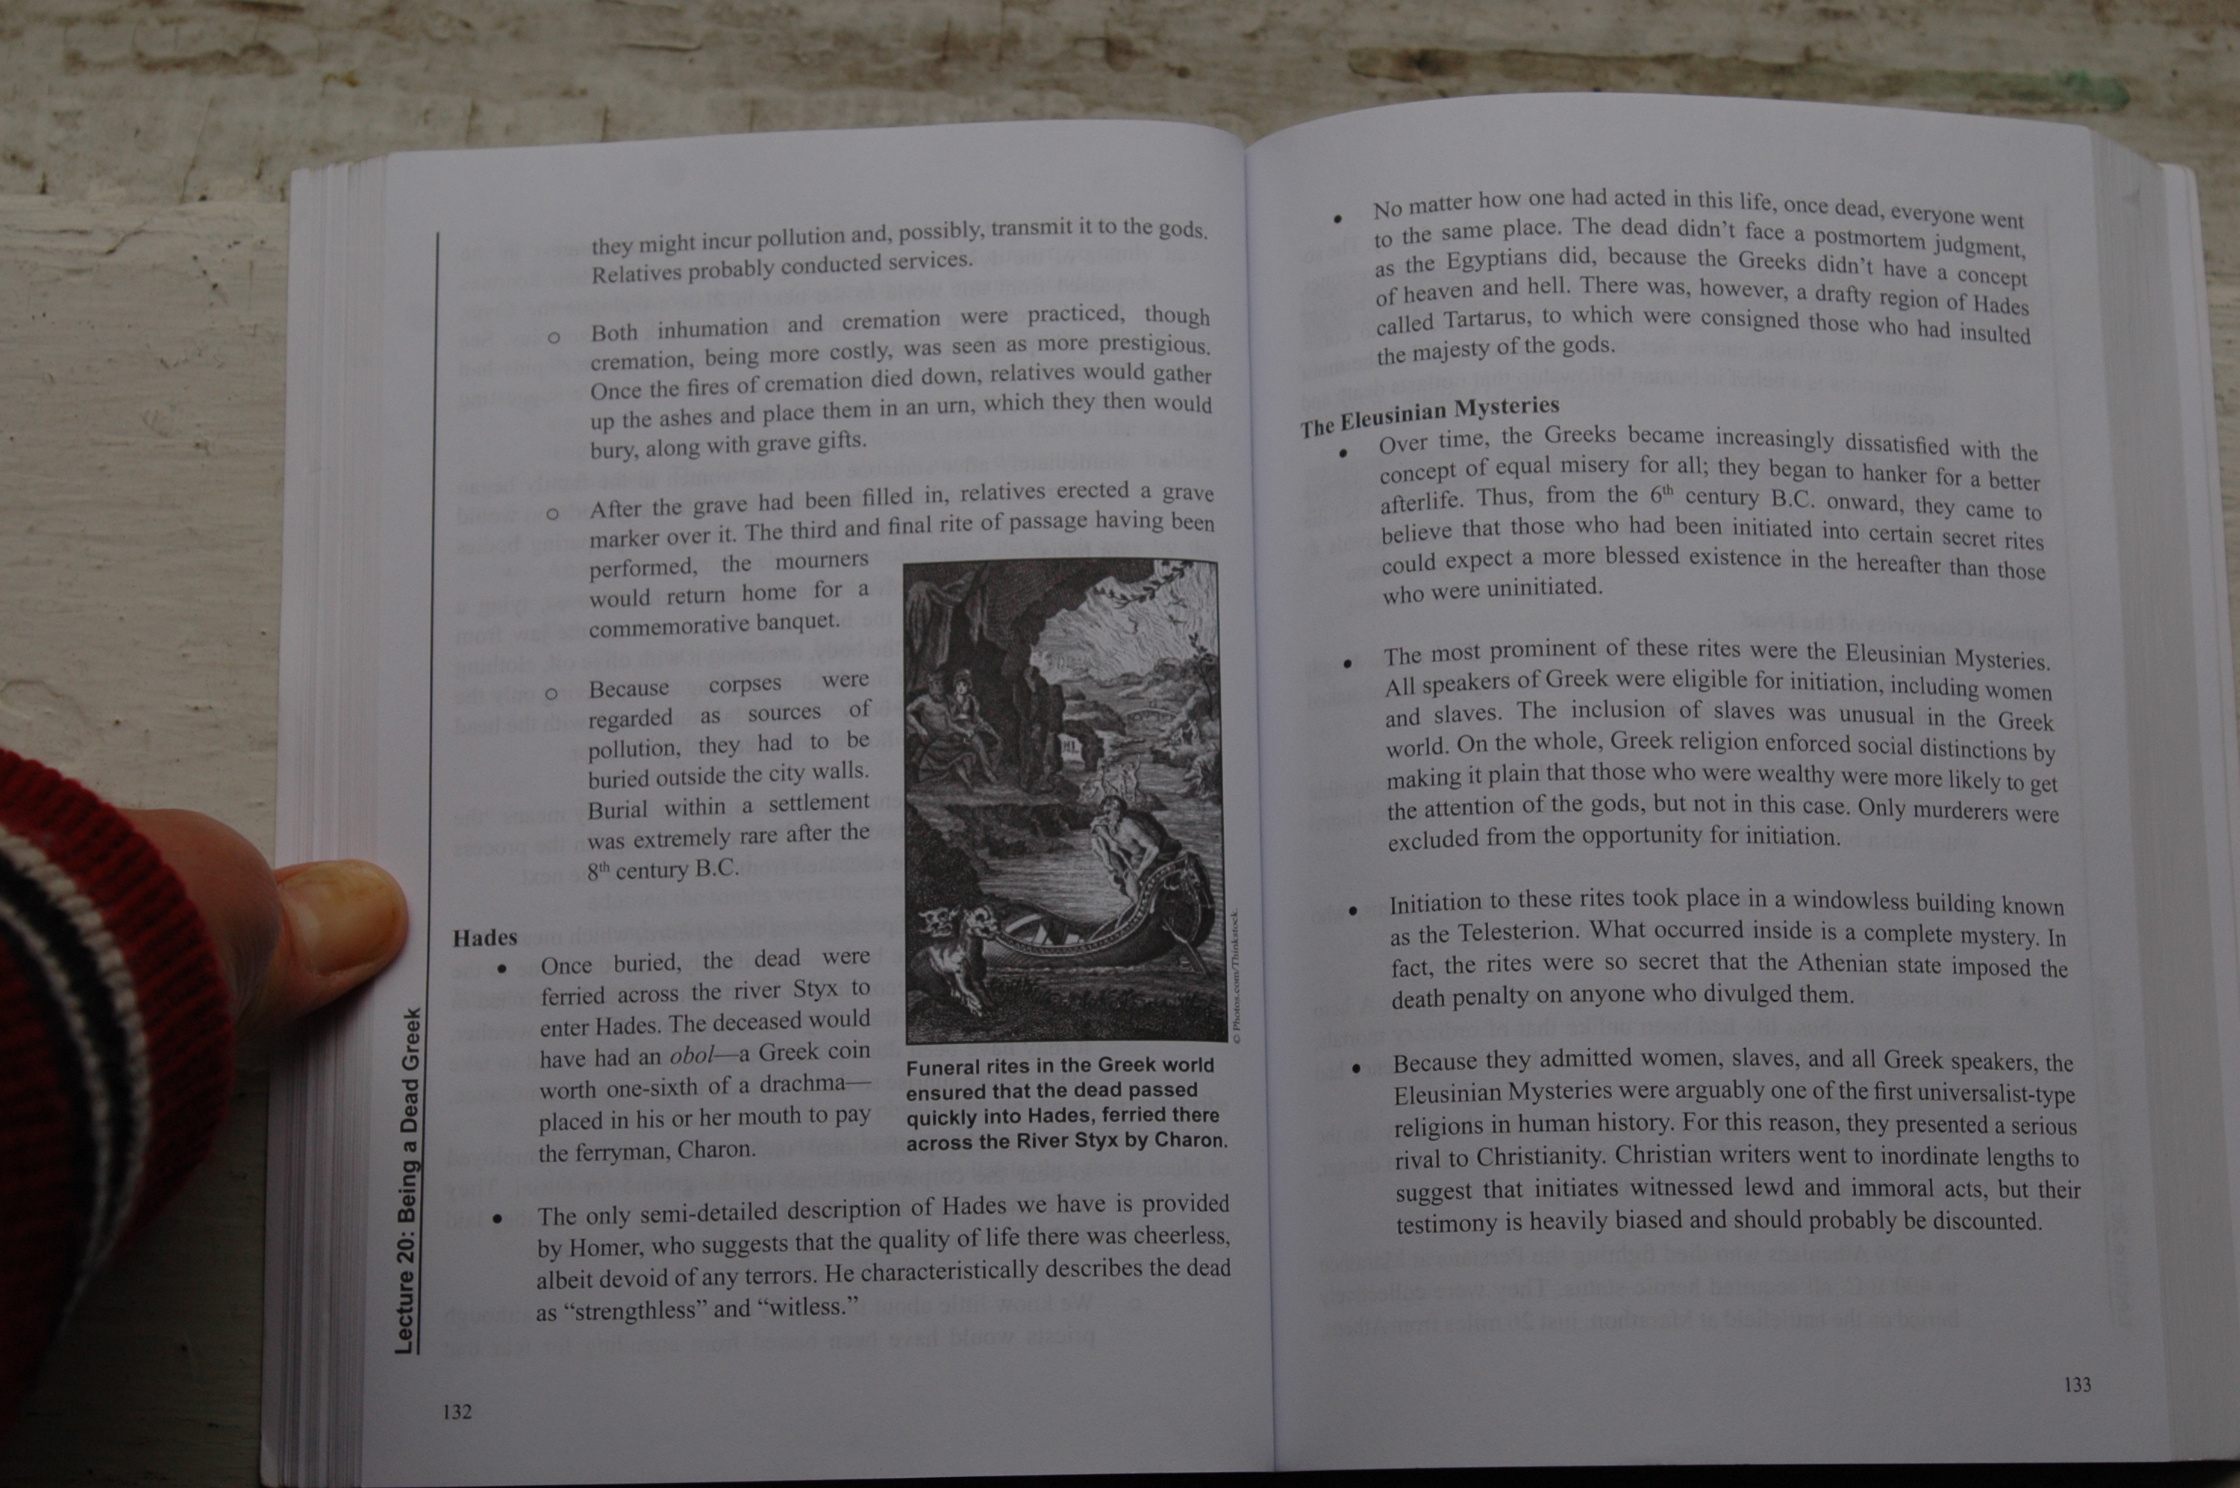 they might incur pollution and, possibly, transmit it to the gods.
Relatives probably conducted services.
o Both inhumation and cremation were practiced, though
cremation, being more costly, was seen as more prestigious.
Once the fires of cremation died down, relatives would gather
up the ashes and place them in an urn, which they then would
bury, along with grave gifts.
o After the grave had been filled in, relatives erected a grave
marker over it. The third and final rite of passage having been
performed, the mourners
would return home for a
commemorative banquet.
o Because corpses were
regarded as sources of
pollution, they had to be
buried outside the city walls.
Burial within a settlement
was extremely rare after the
8th century B.C.
Hades
• Once buried, the dead were
ferried across the river Styx to
enter Hades. The deceased would
have had an obol—a Greek coin
worth one-sixth of a drachma—
placed in his or her mouth to pay
the ferryman, Charon.
© Photos.com/Thinkstock.
Funeral rites in the Greek world
ensured that the dead passed
quickly into Hades, ferried there
across the River Styx by Charon.
• The only semi-detailed description of Hades we have is provided
by Homer, who suggests that the quality of life there was cheerless,
albeit devoid of any terrors. He characteristically describes the dead
as “strengthless” and “witless.”
Lecture 20: Being a Dead Greek
132
• No matter how one had acted in this life, once dead, everyone went
to the same place. The dead didn’t face a postmortem judgment,
as the Egyptians did, because the Greeks didn’t have a concept
of heaven and hell. There was, however, a drafty region of Hades
called Tartarus, to which were consigned those who had insulted
the majesty of the gods.
The Eleusinian Mysteries
• Over time, the Greeks became increasingly dissatisfied with the
concept of equal misery for all; they began to hanker for a better
afterlife. Thus, from the 6th century B.C. onward, they came to
believe that those who had been initiated into certain secret rites
could expect a more blessed existence in the hereafter than those
who were uninitiated.
• The most prominent of these rites were the Eleusinian Mysteries.
All speakers of Greek were eligible for initiation, including women
and slaves. The inclusion of slaves was unusual in the Greek
world. On the whole, Greek religion enforced social distinctions by
making it plain that those who were wealthy were more likely to get
the attention of the gods, but not in this case. Only murderers were
excluded from the opportunity for initiation.
• Initiation to these rites took place in a windowless building known
as the Telesterion. What occurred inside is a complete mystery. In
fact, the rites were so secret that the Athenian state imposed the
death penalty on anyone who divulged them.
• Because they admitted women, slaves, and all Greek speakers, the
Eleusinian Mysteries were arguably one of the first universalist-type
religions in human history. For this reason, they presented a serious
rival to Christianity. Christian writers went to inordinate lengths to
suggest that initiates witnessed lewd and immoral acts, but their
testimony is heavily biased and should probably be discounted.
133